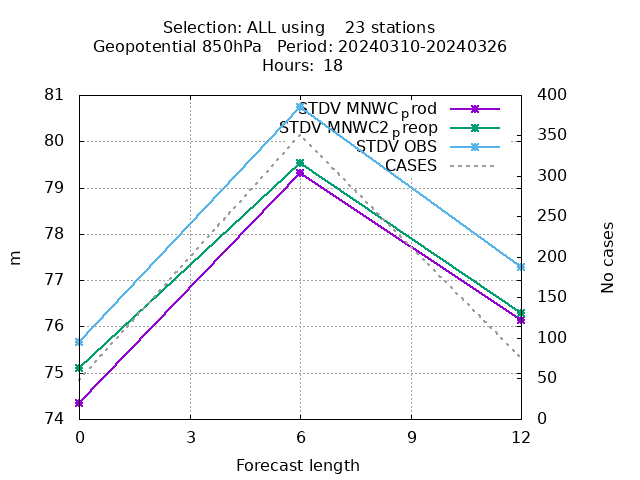 Selection: ALL using    23 stations
Geopotential 850hPa   Period: 20240310-20240326
Hours: 18
81
80
79
78
77
76
75
74
m
STDV MNWCprod
STDV MNWC2preop
STDV OBS
CASES
400
350
300
250
200
150
100
50
0
No cases
0 3 6 9 12
Forecast length